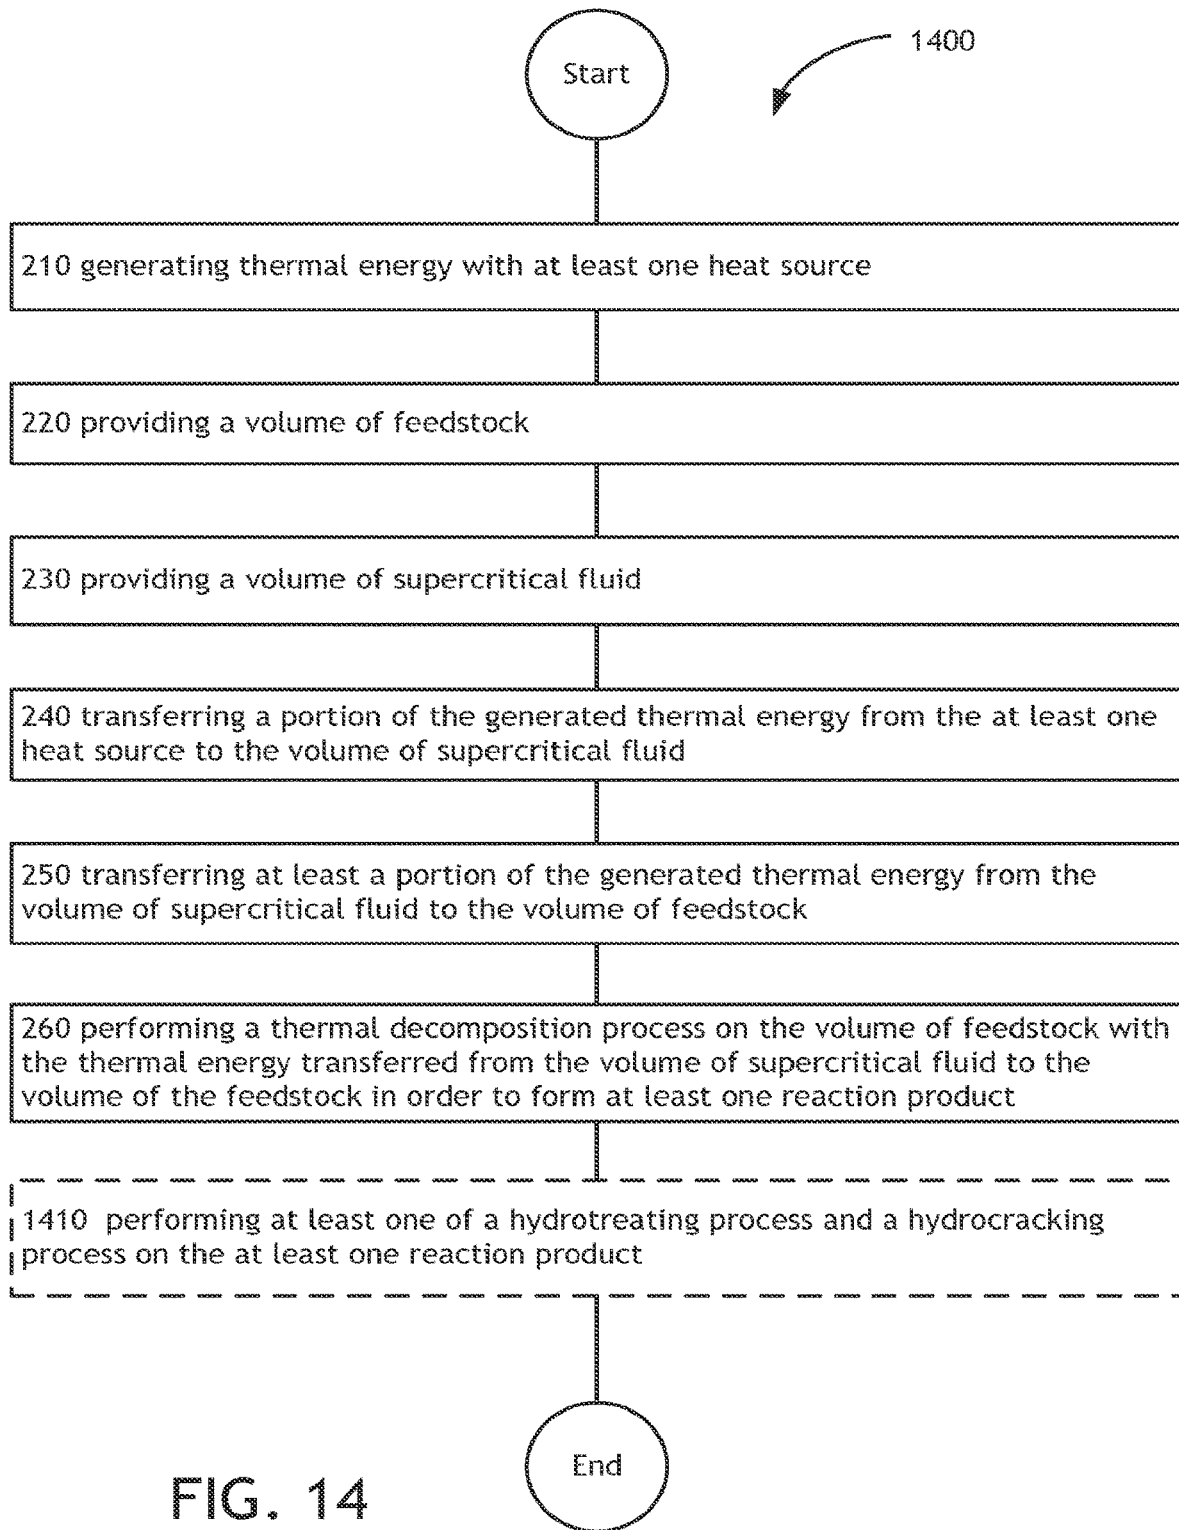 Start
1400
210 generating thermal energy with at least one heat source
220 providing a volume of feedstock
230 providing a volume of supercritical fluid
240 transferring a portion of the generated thermal energy from the at least one
heat source to the volume of supercritical fluid
250 transferring at least a portion of the generated thermal energy from the
volume of supercritical fluid to the volume of feedstock
260 performing a thermal decomposition process on the volume of feedstock with
the thermal energy transferred from the volume of supercritical fluid to the
volume of the feedstock in order to form at least one reaction product
1410 performing at least one of a hydrotreating process and a hydrocracking
process on the at least one reaction product
End
FIG. 14